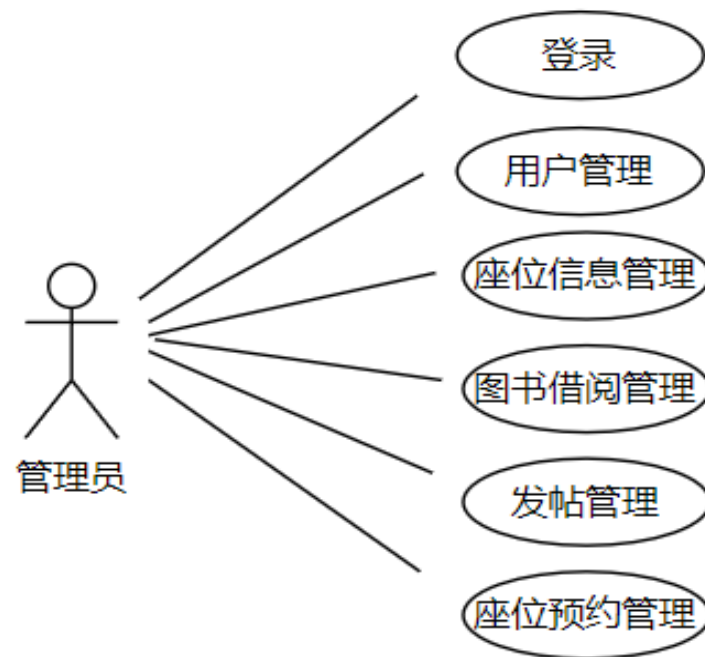 登录
用户管理
座位信息管理
图书借阅管理
管理员
发帖管理
座位预约管理